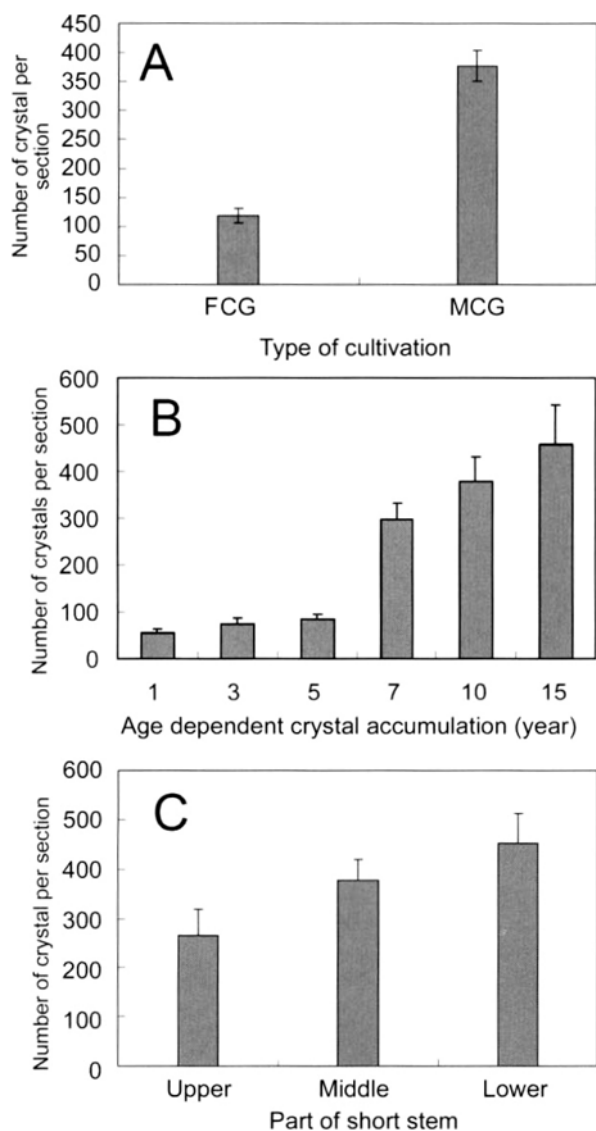 A
Number of crystal per
section
450
400
350
300
250
200
150
100
50
0
FCG MCG
Type of cultivation
B
Number of crystals per section
600
500
400
300
200
100
0
1 3 5 7 10 15
Age dependent crystal accumulation (year)
C
Number of crystal per section
600
500
400
300
200
100
0
Upper Middle Lower
Part of short stem